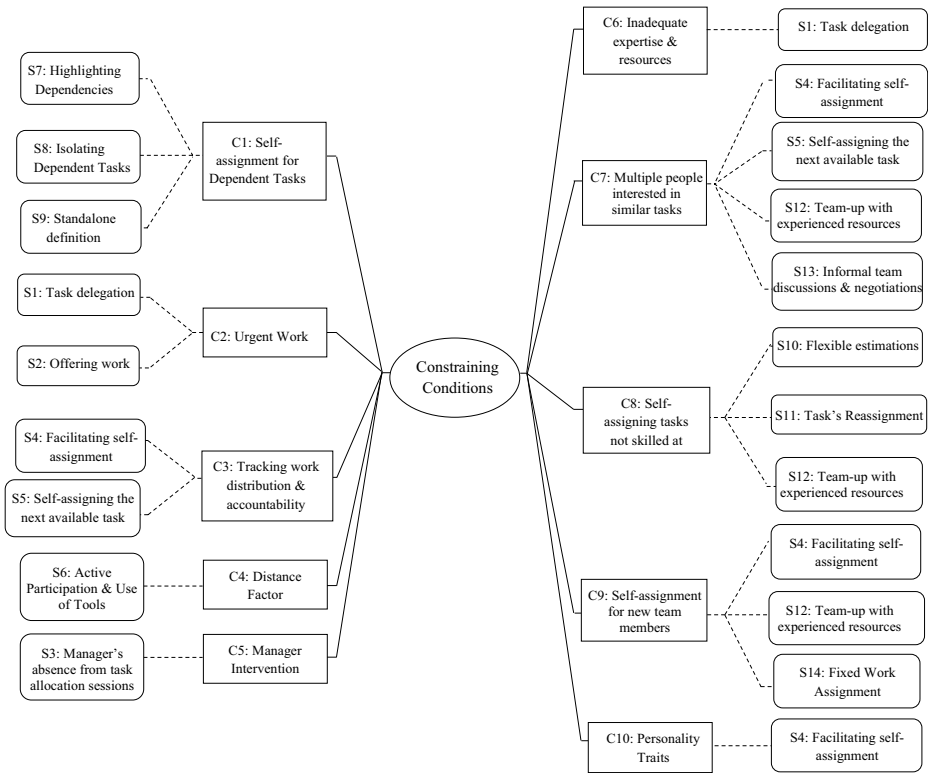 S7: Highlighting
Dependencies
S8: Isolating
Dependent Tasks
S9: Standalone
definition
C1: Self-
assignment for
Dependent Tasks
S1: Task delegation
S2: Offering work
C2: Urgent Work
S4: Facilitating self-
assignment
S5: Self-assigning the
next available task
C3: Tracking work
distribution &
accountability
S6: Active
Participation & Use
of Tools
C4: Distance
Factor
S3: Manager’s
absence from task
allocation sessions
C5: Manager
Intervention
Constraining
Conditions
C6: Inadequate
expertise &
resources
S1: Task delegation
C7: Multiple people
interested in
similar tasks
S4: Facilitating self-
assignment
S5: Self-assigning the
next available task
S12: Team-up with
experienced resources
S13: Informal team
discussions & negotiations
C8: Self-
assigning tasks
not skilled at
S10: Flexible estimations
S11: Task’s Reassignment
S12: Team-up with
experienced resources
C9: Self-assignment
for new team
members
S4: Facilitating self-
assignment
S12: Team-up with
experienced resources
S14: Fixed Work
Assignment
C10: Personality
Traits
S4: Facilitating self-
assignment